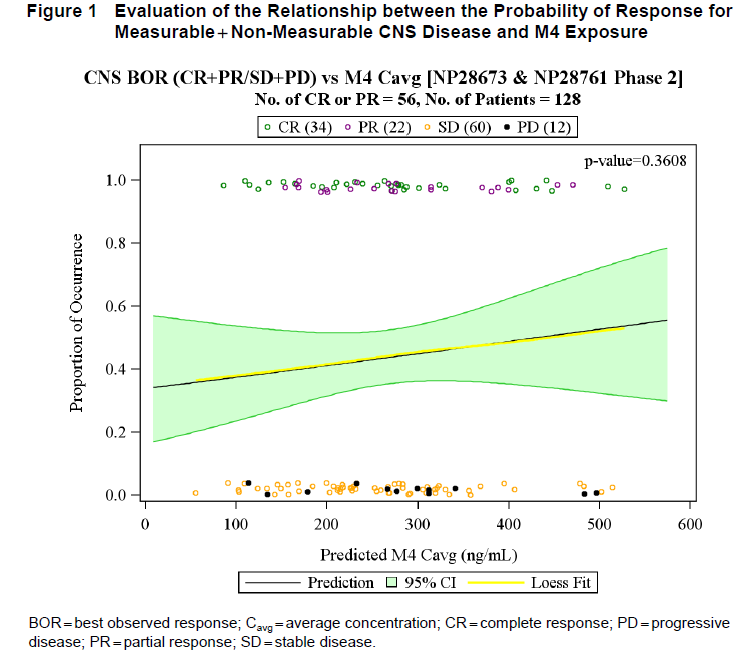 Figure 1 Evaluation of the Relationship between the Probability of Response for
Measurable+Non-Measurable CNS Disease and M4 Exposure
CNS BOR (CR+PR/SD+PD) vs M4 Cavg [NP28673 & NP28761 Phase 2]
No. of CR or PR = 56, No. of Patients = 128
CR (34) PR (22) SD (60) PD (12)
p-value=0.3608
1.0
0.8
0.6
0.4
0.2
0.0
Proportion of Occurrence
0 100 200 300 400 500 600
Predicted M4 Cavg (ng/mL)
Prediction 95% CI Loess Fit
BOR=best observed response; Cavg=average concentration; CR=complete response; PD=progressive
disease; PR=partial response; SD=stable disease.